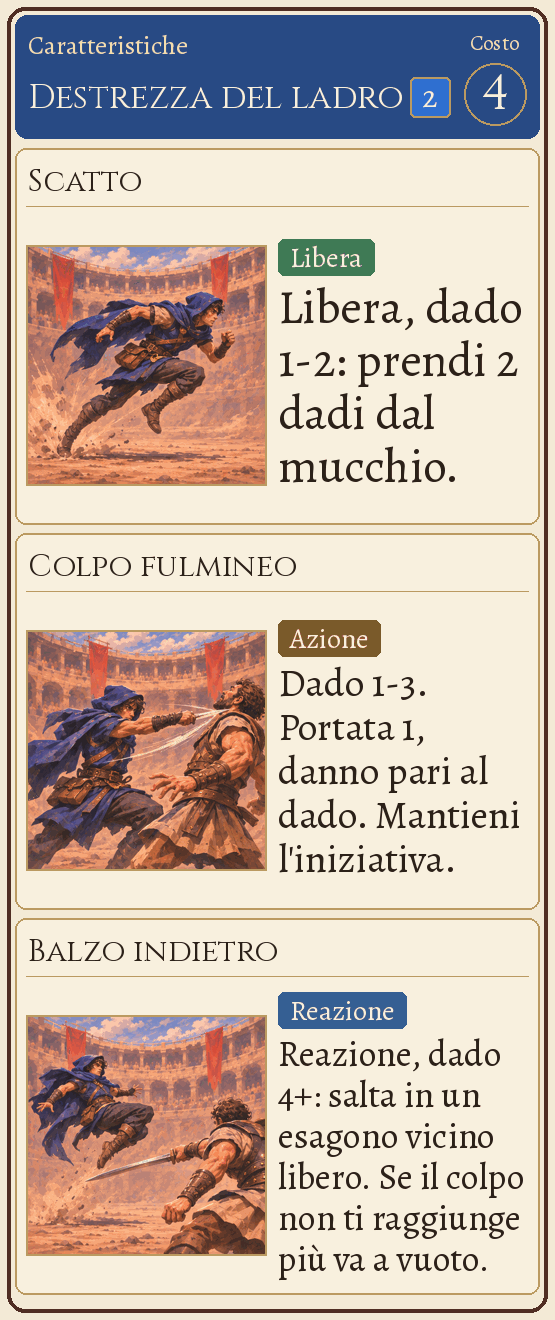 Caratteristiche
Costo
Destrezza del ladro 2 4
Scatto
Libera
Libera, dado
1-2: prendi 2
dadi dal
mucchio.
Colpo fulmineo
Azione
Dado 1-3.
Portata 1,
danno pari al
dado. Mantieni
l'iniziativa.
Balzo indietro
Reazione
Reazione, dado
4+: salta in un
esagono vicino
libero. Se il colpo
non ti raggiunge
più va a vuoto.